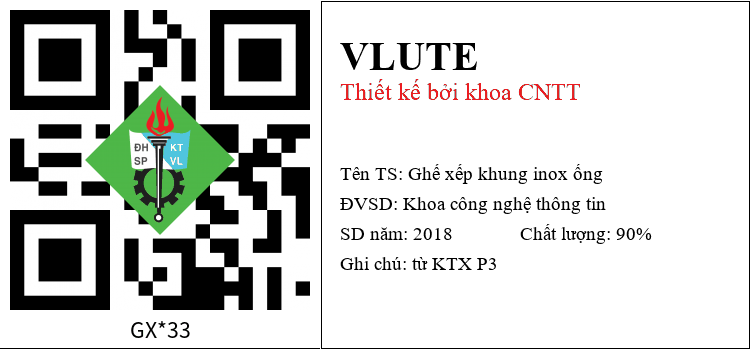 ĐH KT
SP VL
GX*33
VLUTE
Thiết kế bởi khoa CNTT
Tên TS: Ghế xếp khung inox ống
ĐVSD: Khoa công nghệ thông tin
SD năm: 2018 Chất lượng: 90%
Ghi chú: từ KTX P3